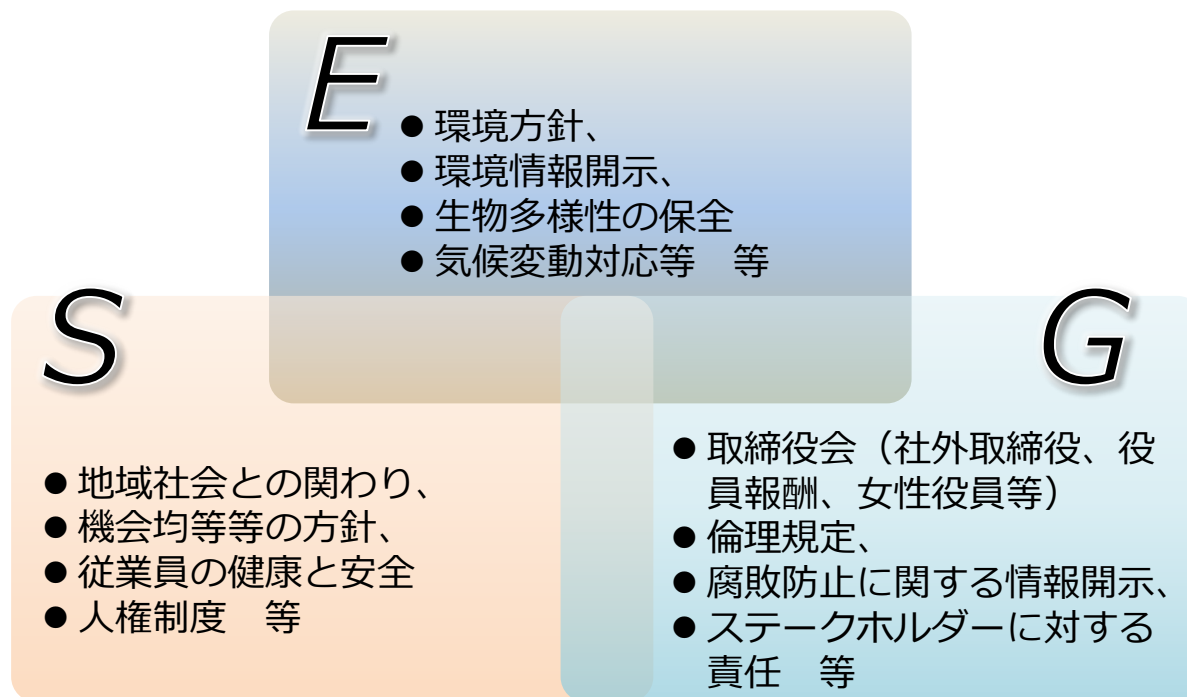 E
● 環境方針、
● 環境情報開示、
● 生物多様性の保全
● 気候変動対応等　等
S
● 地域社会との関わり、
● 機会均等等の方針、
● 従業員の健康と安全
● 人権制度　等
G
● 取締役会（社外取締役、役
員報酬、女性役員等）
● 倫理規定、
● 腐敗防止に関する情報開示、
● ステークホルダーに対する
責任　等